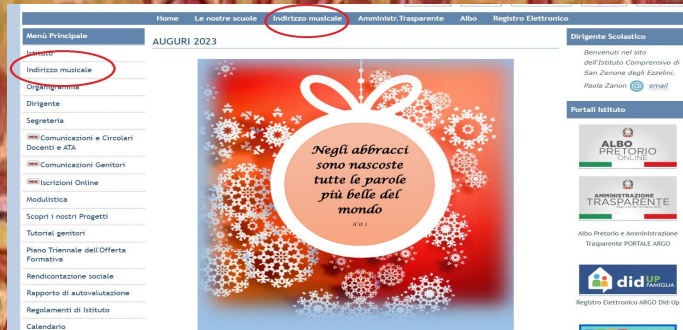 Home Le nostre scuole Indirizzo musicale Amministr.Trasparente Albo Registro Elettronico
Menù Principale
Istituto
Indirizzo musicale
Organigramma
Dirigente
Segreteria
NEW Comunicazioni e Circolari
Docenti e ATA
NEW Comunicazioni Genitori
NEW Iscrizioni Online
Modulistica
Scopri i nostri Progetti
Tutorial genitori
Piano Triennale dell'Offerta
Formativa
Rendicontazione sociale
Rapporto di autovalutazione
Regolamenti di Istituto
Calendario
AUGURI 2023
Negli abbracci
sono nascoste
tutte le parole
più belle del
mondo
(Cit.)
Dirigente Scolastico
Benvenuti nel sito
dell'Istituto Comprensivo di
San Zenone degli Ezzelini.
Paola Zanon @ email
Portali Istituto
ALBO
PRETORIO
ONLINE
AMMINISTRAZIONE
TRASPARENTE
Albo Pretorio e Amministrazione
Trasparente PORTALE ARGO
did UP
FAMIGLIA
Registro Elettronico ARGO Did-Up